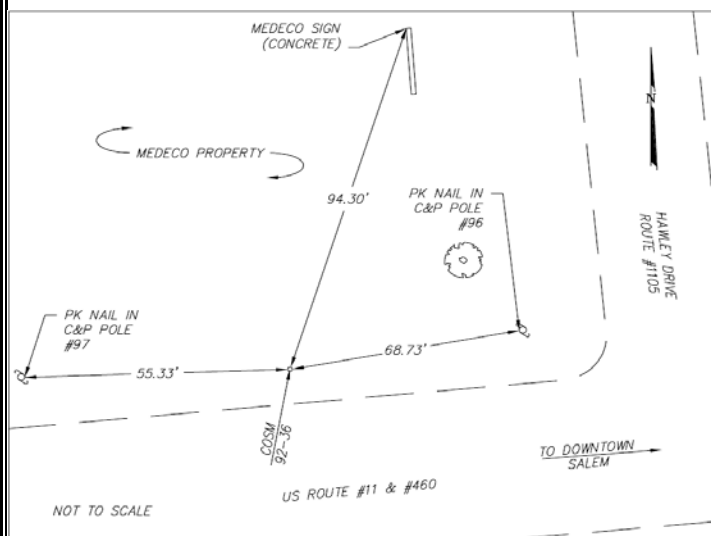 MEDECO SIGN
(CONCRETE)
N
MEDECO PROPERTY
94.30'
PK NAIL IN
C&P POLE
#96
HAWLEY DRIVE
ROUTE #1105
PK NAIL IN
C&P POLE
#97
55.33'
68.73'
COSM
92-36
TO DOWNTOWN
SALEM
US ROUTE #11 & #460
NOT TO SCALE